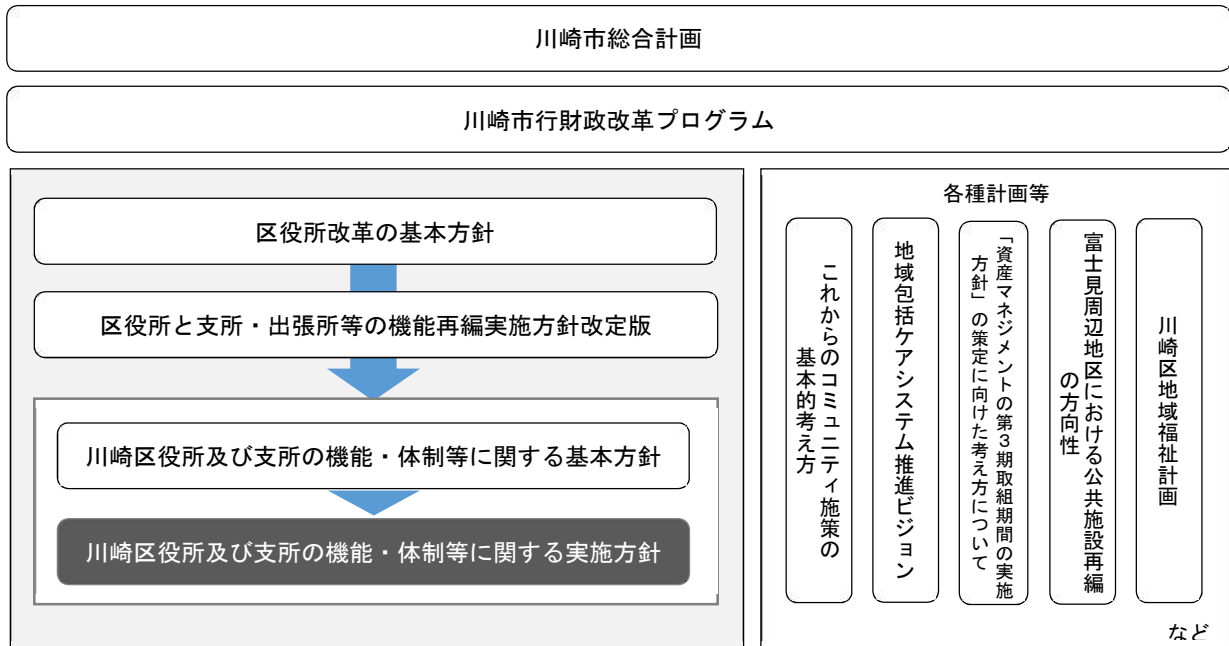 川崎市総合計画
川崎市行財政改革プログラム
区役所改革の基本方針
区役所と支所・出張所等の機能再編実施方針改定版
川崎区役所及び支所の機能・体制等に関する基本方針
川崎区役所及び支所の機能・体制等に関する実施方針
各種計画等
これからのコミュニティ施策の
基本的考え方
地域包括ケアシステム推進ビジョン
「資産マネジメントの第3期取組期間の実施
方針」の策定に向けた考え方について
富士見周辺地区における公共施設再編
の方向性
川崎区地域福祉計画
など